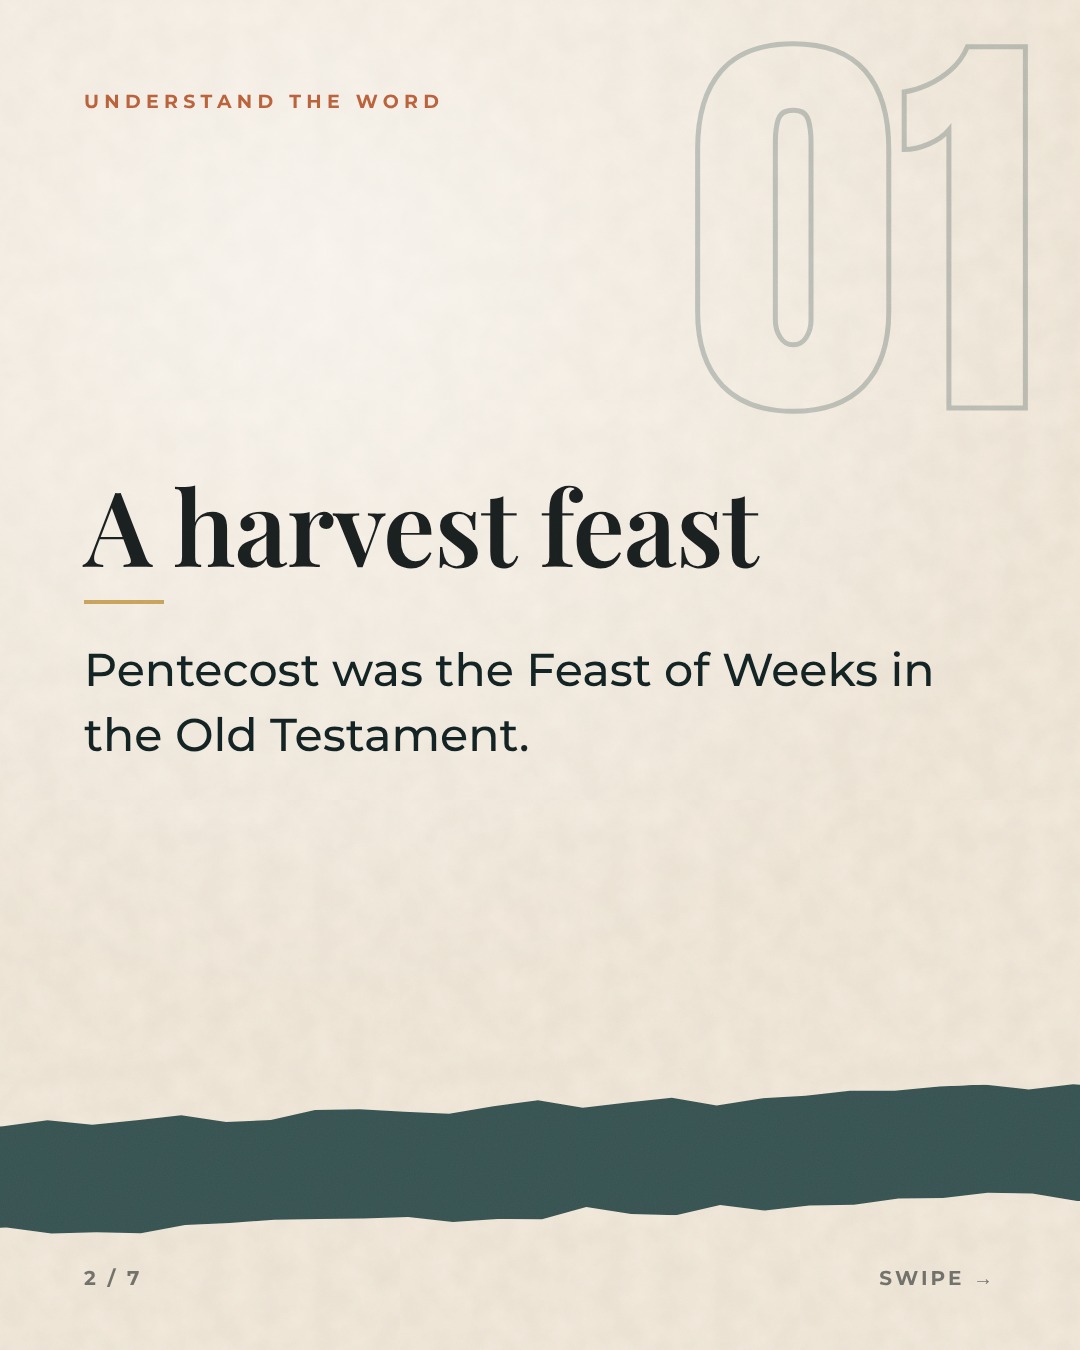 UNDERSTAND THE WORD
01
A harvest feast
Pentecost was the Feast of Weeks in
the Old Testament.
2 / 7
SWIPE →